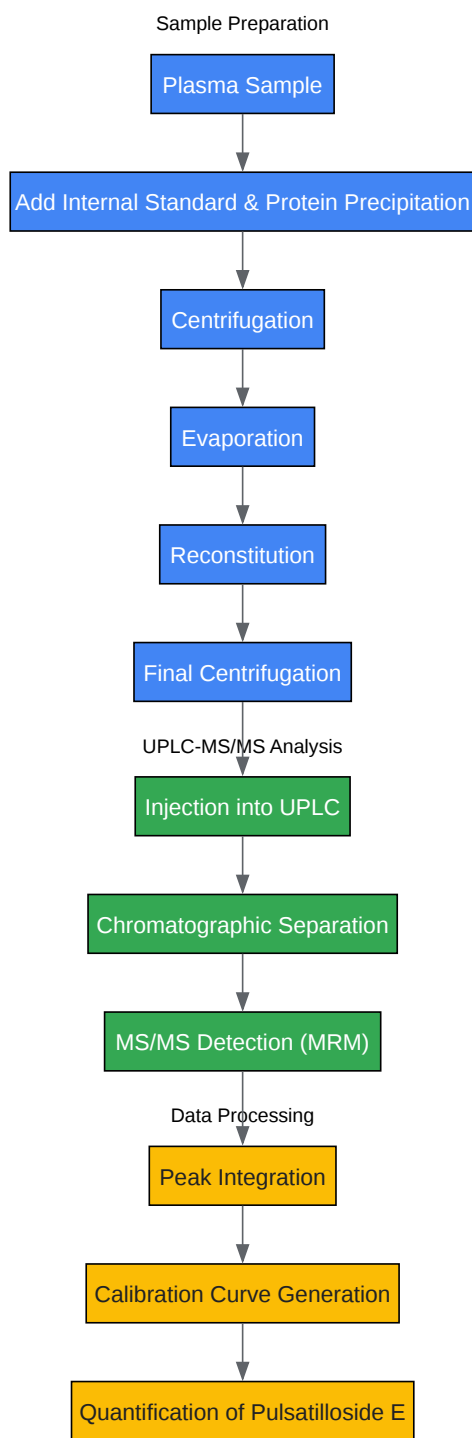 Sample Preparation
Plasma Sample
Add Internal Standard & Protein Precipitation
Centrifugation
Evaporation
Reconstitution
Final Centrifugation
UPLC-MS/MS Analysis
Injection into UPLC
Chromatographic Separation
MS/MS Detection (MRM)
Data Processing
Peak Integration
Calibration Curve Generation
Quantification of Pulsatilloside E